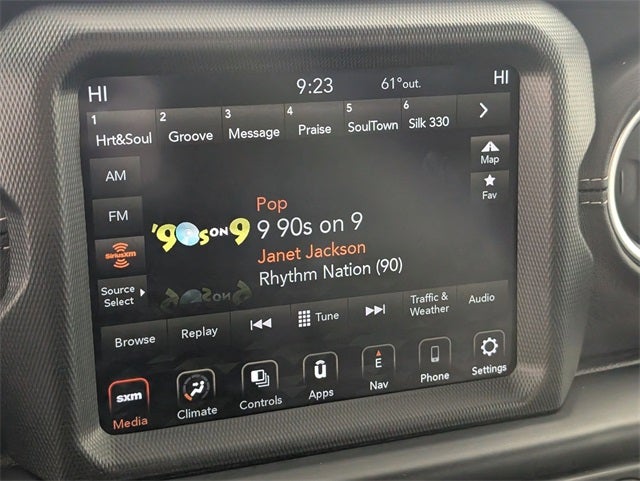 HI 9:23 61°out. HI
1 Hrt&Soul 2 Groove 3 Message 4 Praise 5 SoulTown 6 Silk 330
AM
Map
Fav
FM
Pop
'90s ON 9
9 90s on 9
SiriusXM
Janet Jackson
Rhythm Nation (90)
Source
Select
Browse Replay Tune Traffic &
Weather Audio
sxm
Media Climate Controls Apps E
Nav Phone Settings